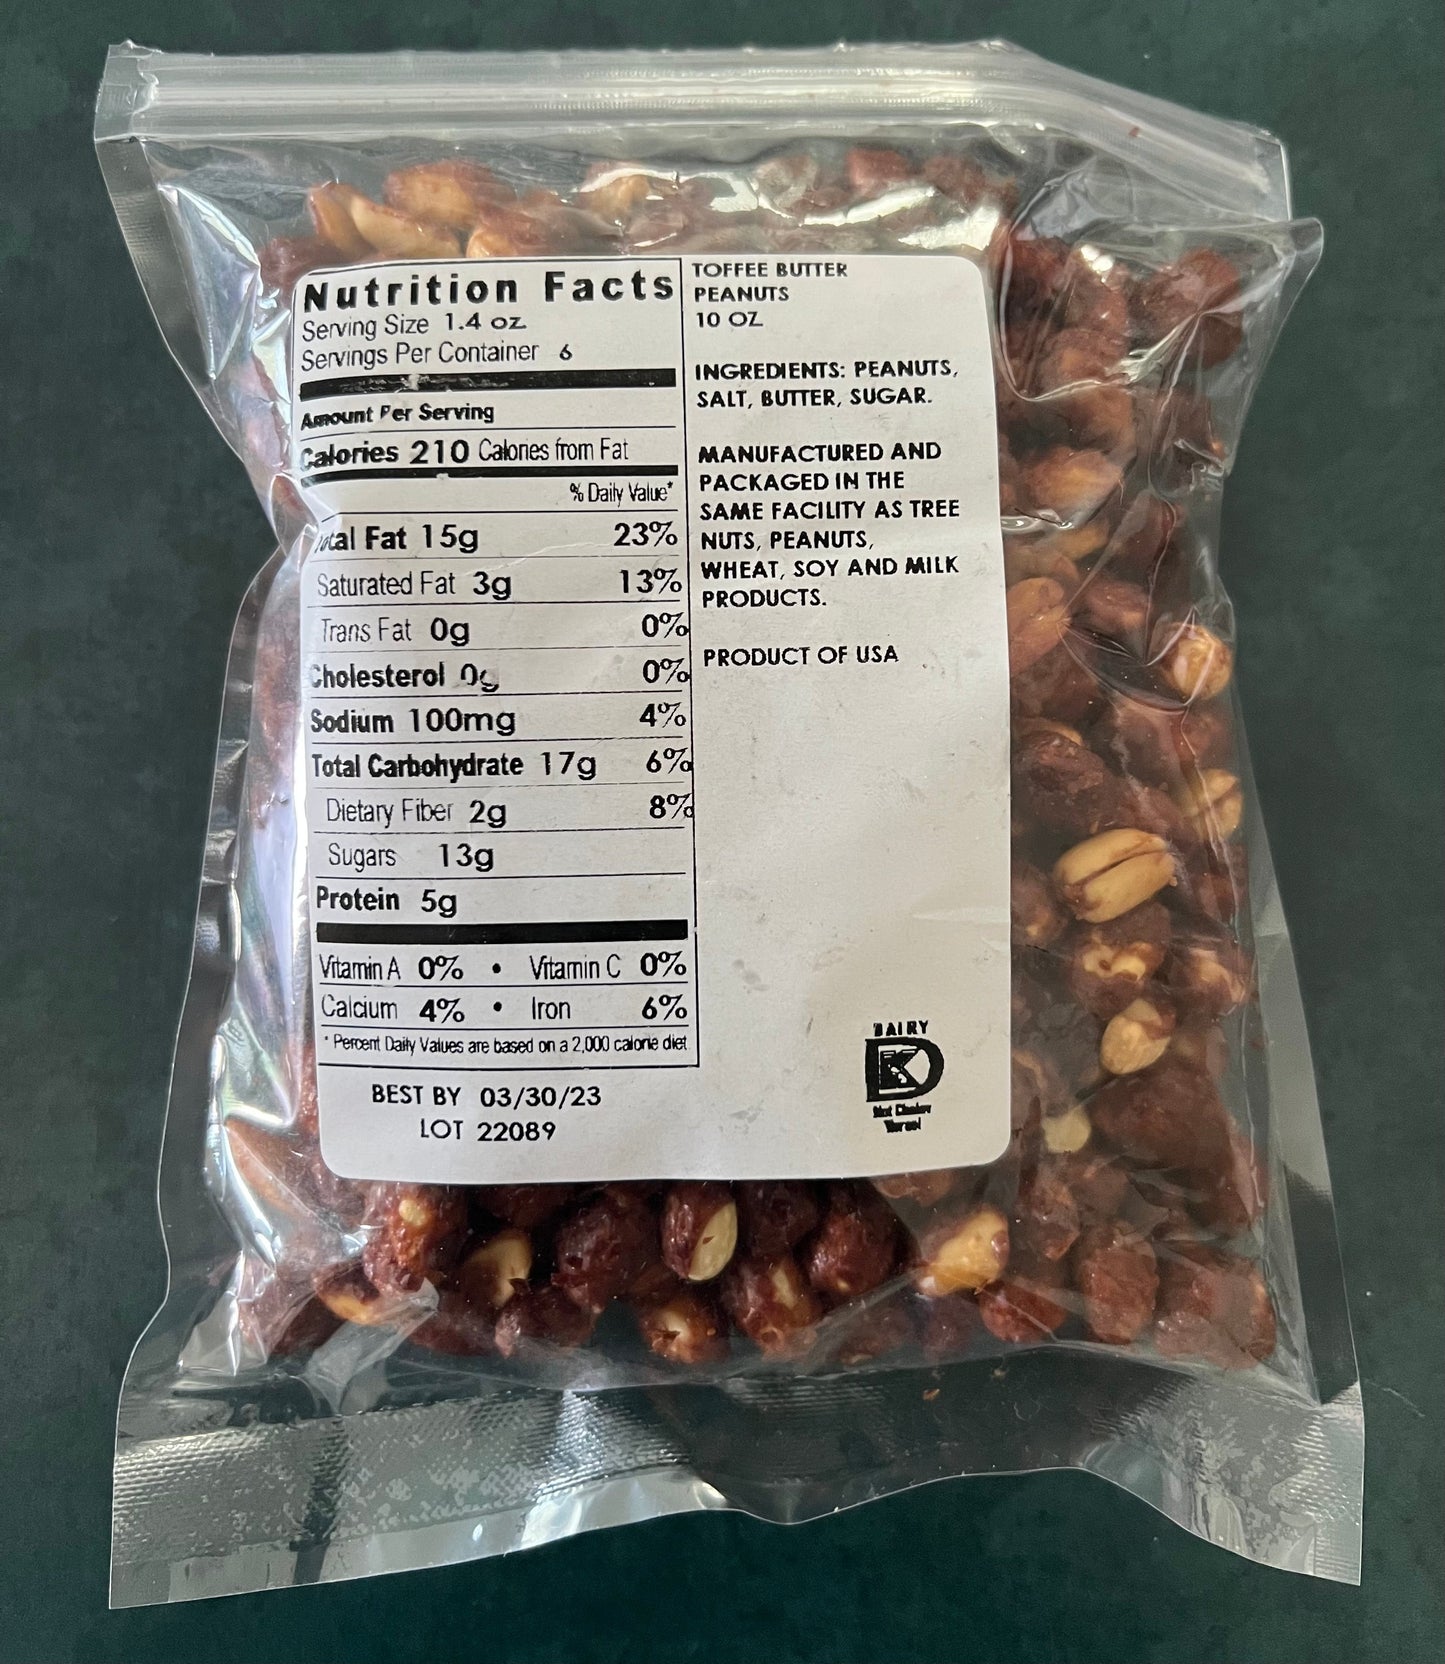 Nutrition Facts
Serving Size 1.4 oz
Servings Per Container 6
Amount Per Serving
Calories 210 Calories from Fat
% Daily Value*
Total Fat 15g 23%
Saturated Fat 3g 13%
Trans Fat 0g 0%
Cholesterol 0g 0%
Sodium 100mg 4%
Total Carbohydrate 17g 6%
Dietary Fiber 2g 8%
Sugars 13g
Protein 5g
Vitamin A 0% • Vitamin C 0%
Calcium 4% • Iron 6%
* Percent Daily Values are based on a 2,000 calorie diet
BEST BY 03/30/23
LOT 22089
TOFFEE BUTTER
PEANUTS
10 OZ
INGREDIENTS: PEANUTS,
SALT, BUTTER, SUGAR.
MANUFACTURED AND
PACKAGED IN THE
SAME FACILITY AS TREE
NUTS, PEANUTS,
WHEAT, SOY AND MILK
PRODUCTS.
PRODUCT OF USA
DAIRY
K D
Not Cholov
Yisroel